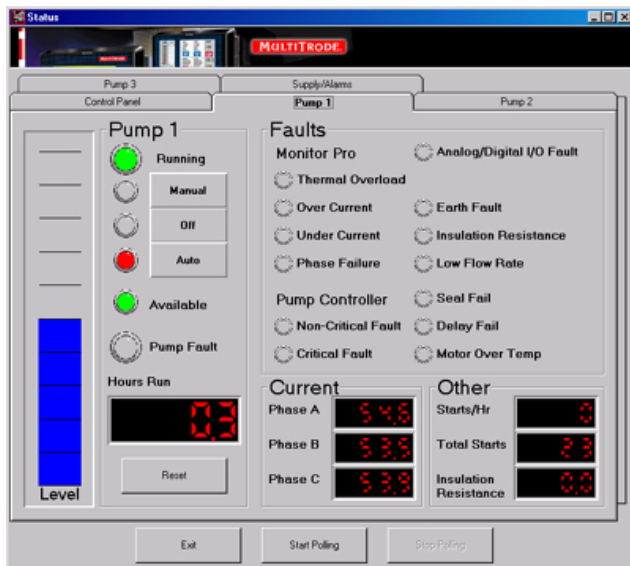 Status
MULTITRODE
Pump 3
Supply/Alarms
Control Panel
Pump 1
Pump 2
Pump 1
Running
Manual
Off
Auto
Available
Pump Fault
Hours Run
0.3
Reset
Level
Faults
Monitor Pro
Analog/Digital I/O Fault
Thermal Overload
Over Current
Earth Fault
Under Current
Insulation Resistance
Phase Failure
Low Flow Rate
Pump Controller
Seal Fail
Non-Critical Fault
Delay Fail
Critical Fault
Motor Over Temp
Current
Phase A 54.6
Phase B 53.5
Phase C 53.9
Other
Starts/Hr 0
Total Starts 23
Insulation
Resistance 0.0
Exit
Start Polling
Stop Polling